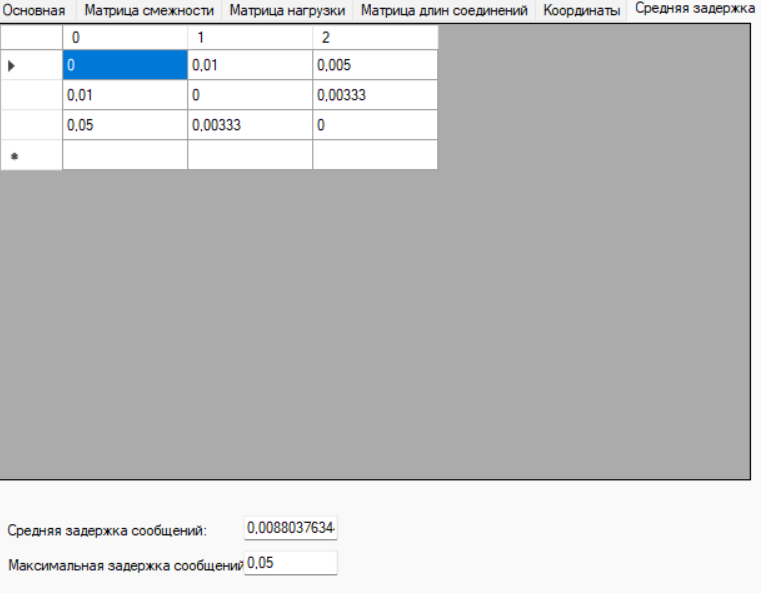 Основная Матрица смежности Матрица нагрузки Матрица длин соединений Координаты Средняя задержка
0 1 2
0 0,01 0,005
0,01 0 0,00333
0,05 0,00333 0
Средняя задержка сообщений: 0,0088037634
Максимальная задержка сообщений 0,05